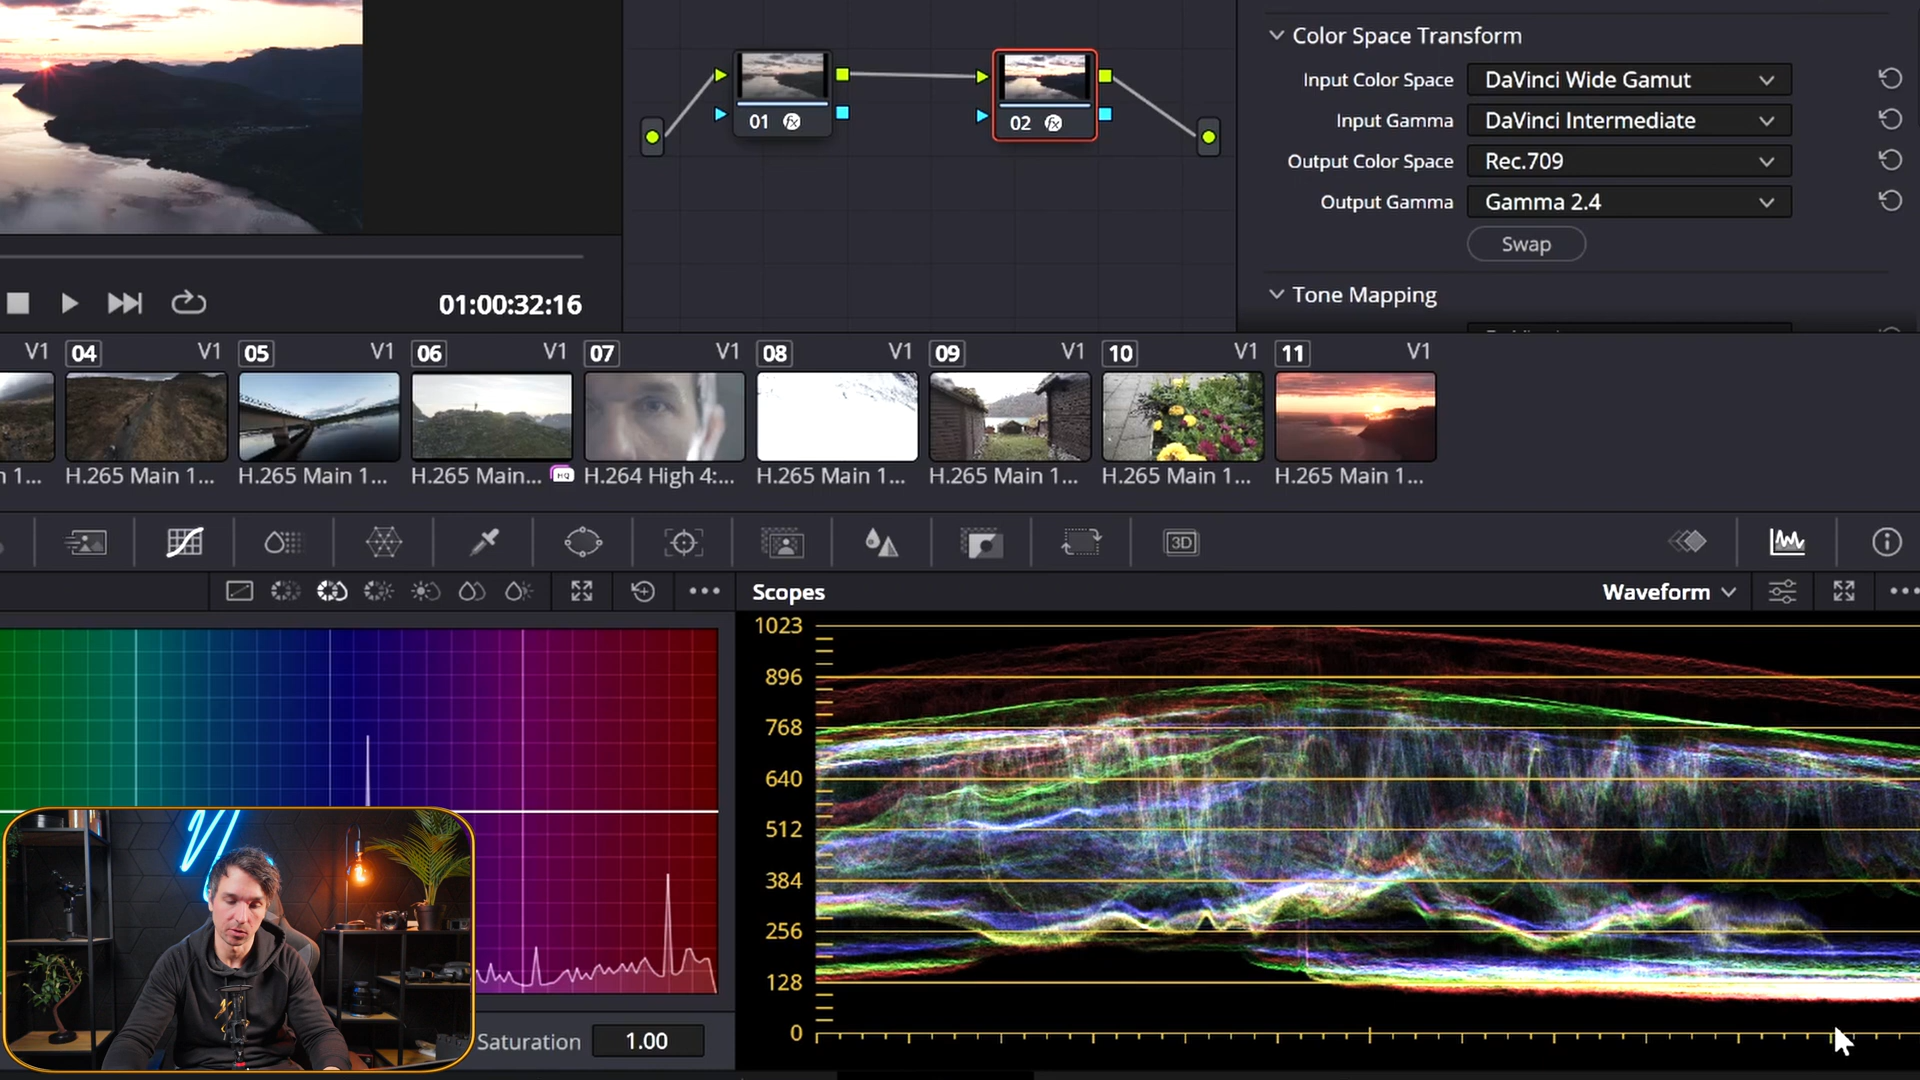 Color Space Transform
Input Color Space DaVinci Wide Gamut
Input Gamma DaVinci Intermediate
Output Color Space Rec.709
Output Gamma Gamma 2.4
Swap
Tone Mapping
01
02
01:00:32:16
V1 04 V1 05 V1 06 V1 07 V1 08 V1 09 V1 10 V1 11 V1
H.265 Main 1... H.265 Main 1... H.265 Main... HQ H.264 High 4:... H.265 Main 1... H.265 Main 1... H.265 Main 1... H.265 Main 1...
3D
Scopes Waveform
1023
896
768
640
512
384
256
128
0
Saturation 1.00